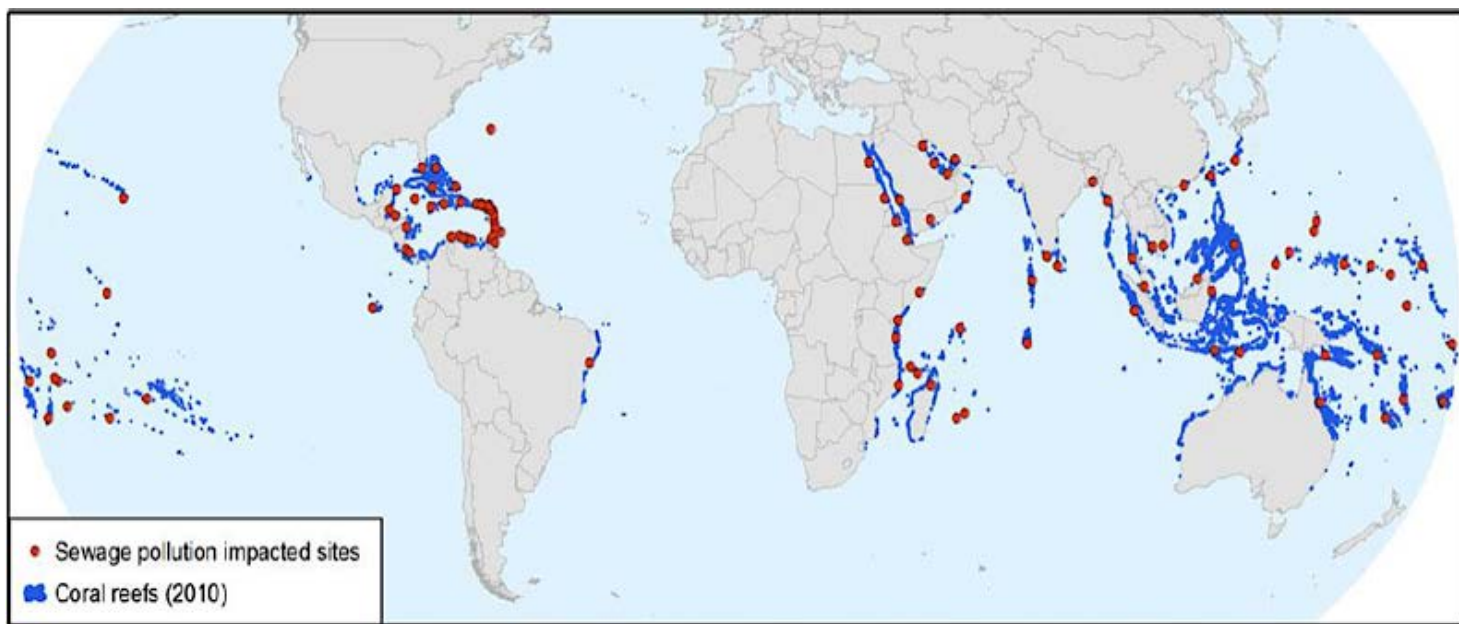 Sewage pollution impacted sites
Coral reefs (2010)